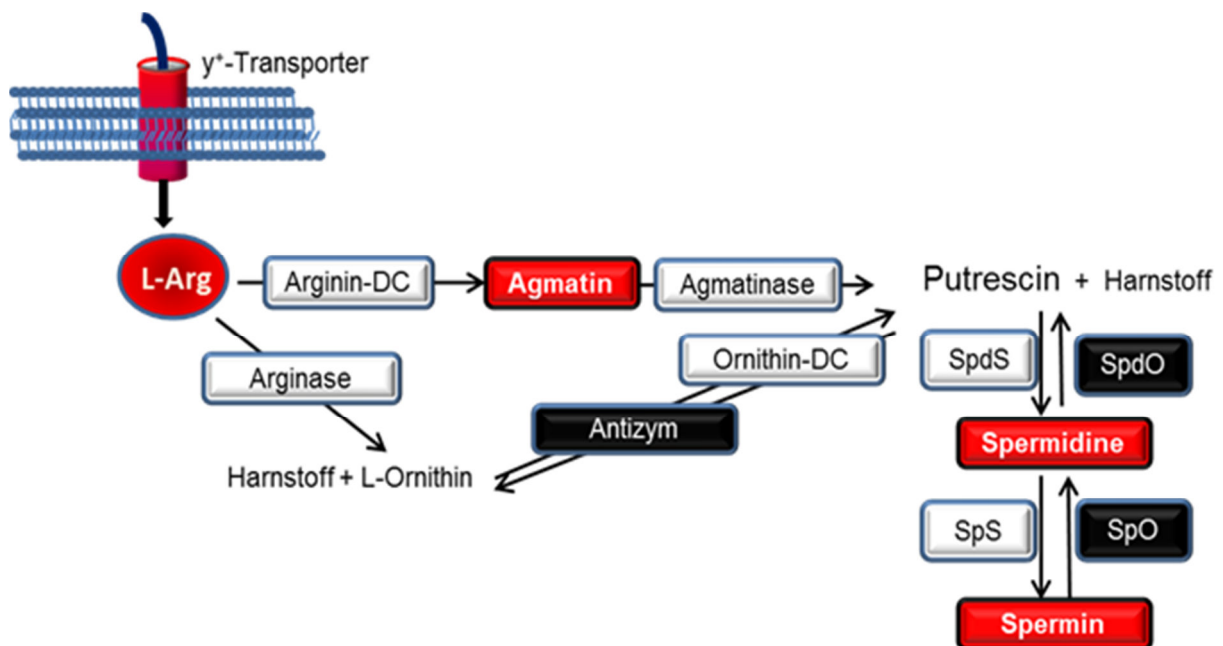 y⁺-Transporter
L-Arg
Arginin-DC
Agmatin
Agmatinase
Putrescin + Harnstoff
Arginase
Ornithin-DC
SpdS
SpdO
Antizym
Spermidine
Harnstoff + L-Ornithin
SpS
SpO
Spermin